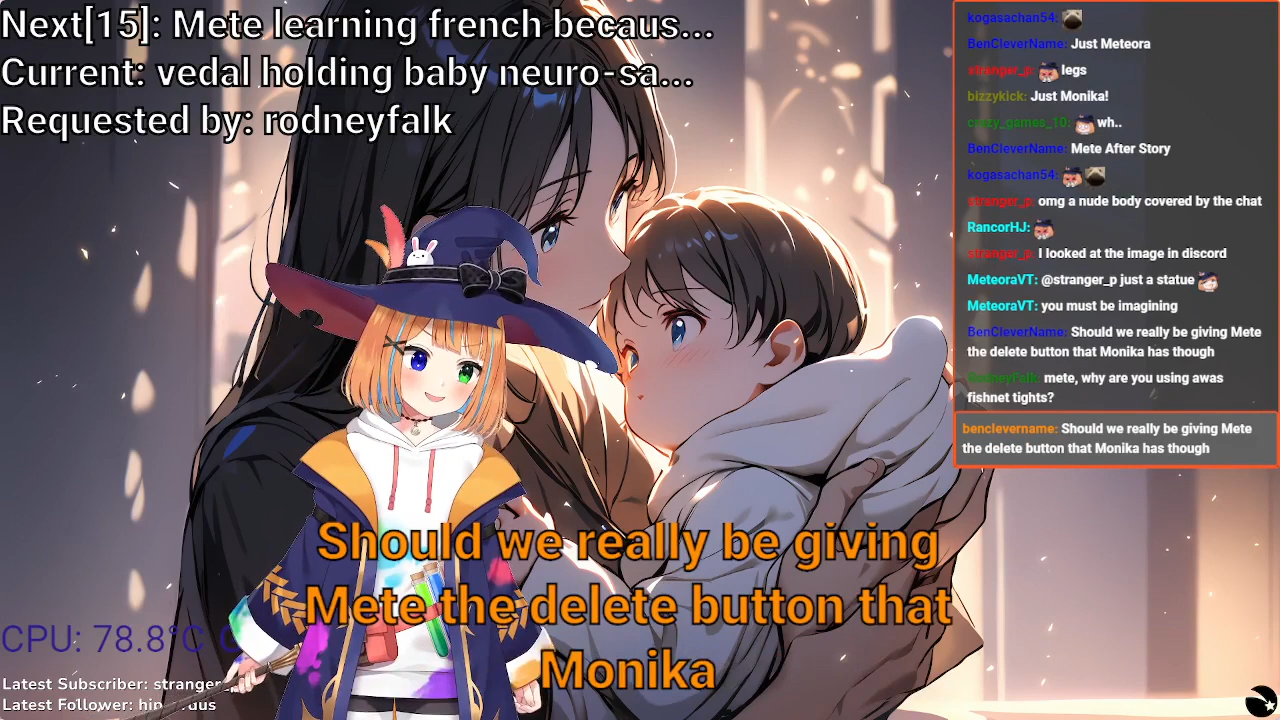 Next[15]: Mete learning french becaus...
Current: vedal holding baby neuro-sa...
Requested by: rodneyfalk
kogasachan54:
BenCleverName: Just Meteora
stranger_p: legs
bizzykick: Just Monika!
crazy_games_10: wh..
BenCleverName: Mete After Story
kogasachan54:
stranger_p: omg a nude body covered by the chat
RancorHJ:
stranger_p: I looked at the image in discord
MeteoraVT: @stranger_p just a statue
MeteoraVT: you must be imagining
BenCleverName: Should we really be giving Mete
the delete button that Monika has though
RodneyFalk: mete, why are you using awas
fishnet tights?
benclevername: Should we really be giving Mete
the delete button that Monika has though
Should we really be giving
Mete the delete button that
Monika
CPU: 78.8°C
Latest Subscriber: stranger
Latest Follower: